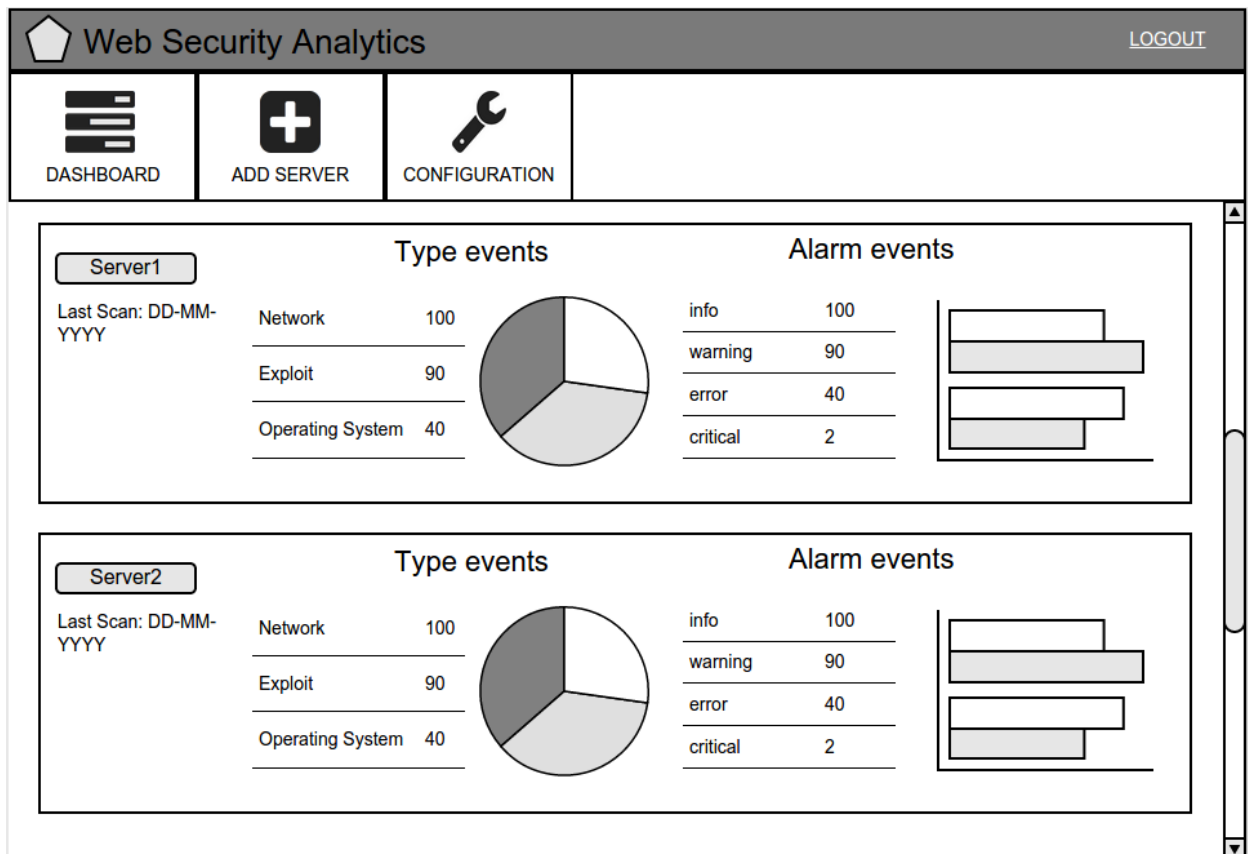 Web Security Analytics
LOGOUT
DASHBOARD
ADD SERVER
CONFIGURATION
Server1
Last Scan: DD-MM-
YYYY
Type events
Network 100
Exploit 90
Operating System 40
Alarm events
info 100
warning 90
error 40
critical 2
Server2
Last Scan: DD-MM-
YYYY
Type events
Network 100
Exploit 90
Operating System 40
Alarm events
info 100
warning 90
error 40
critical 2